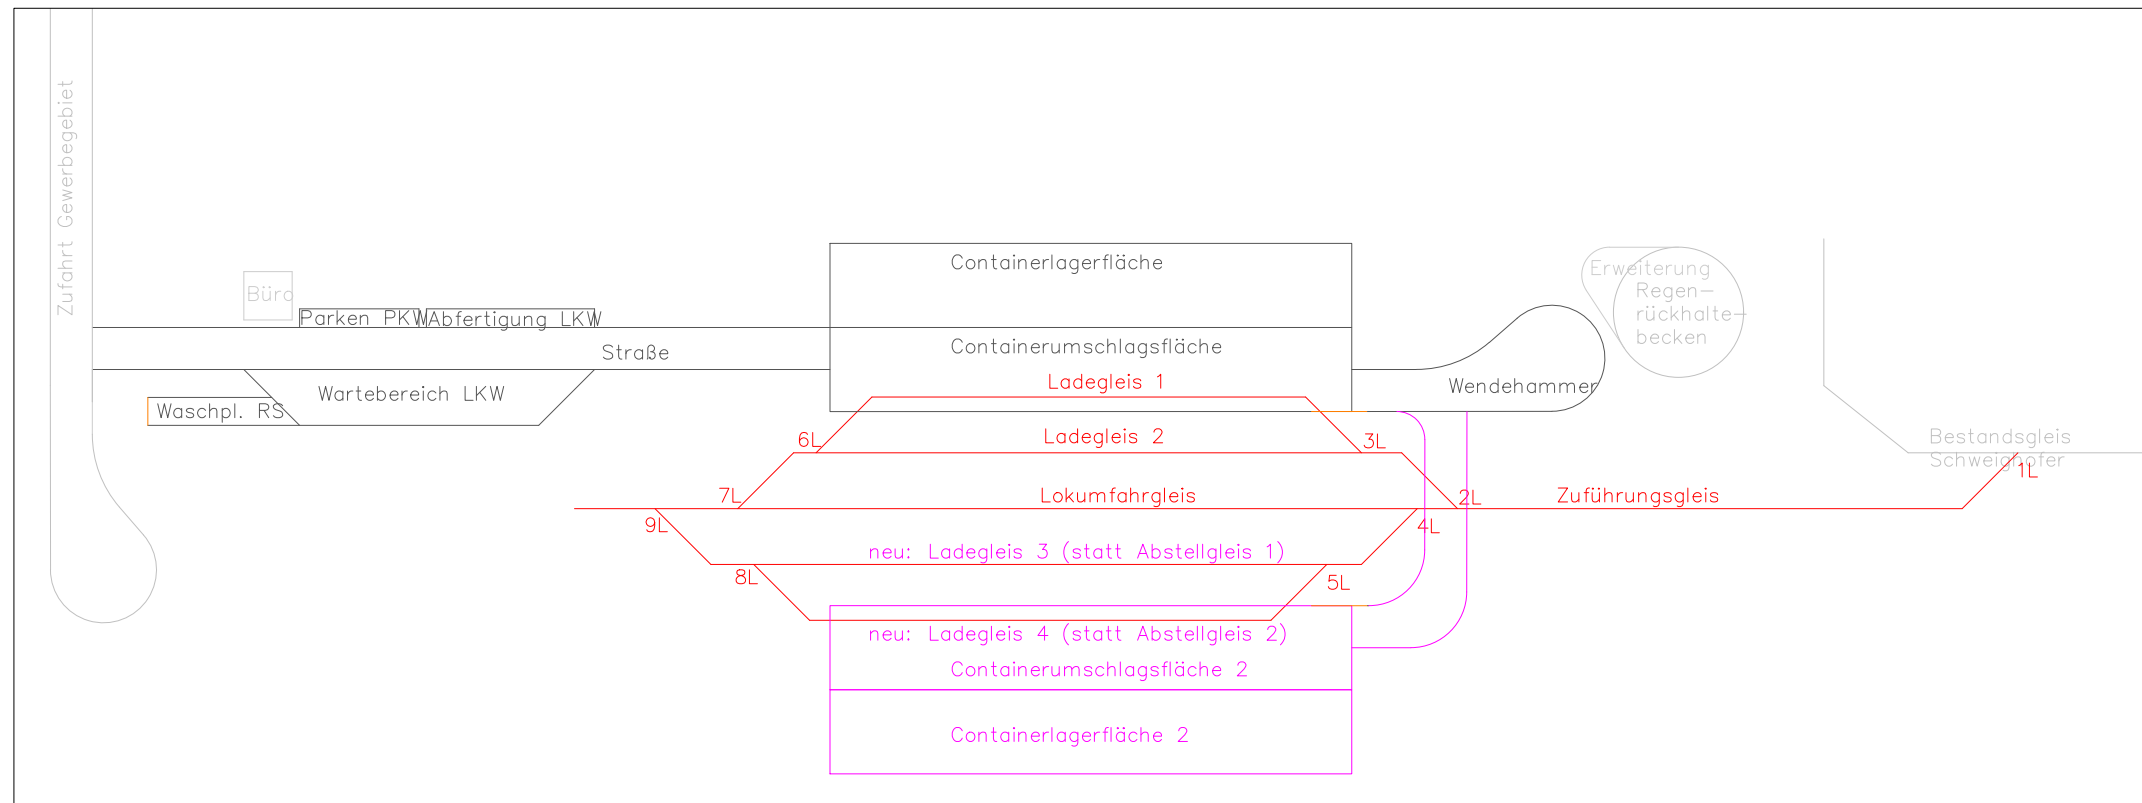 Zufahrt Gewerbegebiet
Containerlagerfläche
Erweiterung
Regen-
rückhalte-
becken
Büro
Parken PKW
Abfertigung LKW
Straße
Containerumschlagsfläche
Ladegleis 1
Wendehammer
Wartebereich LKW
Waschpl. RS
6L
Ladegleis 2
3L
Bestandsgleis
Schweighofer
1L
7L
Lokumfahrgleis
2L
Zuführungsgleis
9L
4L
neu: Ladegleis 3 (statt Abstellgleis 1)
8L
5L
neu: Ladegleis 4 (statt Abstellgleis 2)
Containerumschlagsfläche 2
Containerlagerfläche 2